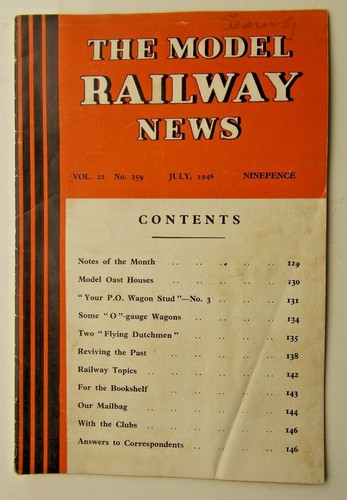 THE MODEL
RAILWAY
NEWS
VOL. 22 No. 259 JULY, 1946 NINEPENCE
CONTENTS
Notes of the Month .. .. .. .. .. 129
Model Oast Houses .. .. .. .. .. 130
"Your P.O. Wagon Stud"—No. 3 .. .. .. 131
Some "O"-gauge Wagons .. .. .. .. 134
Two "Flying Dutchmen" .. .. .. .. 135
Reviving the Past .. .. .. .. .. 138
Railway Topics .. .. .. .. .. .. 142
For the Bookshelf .. .. .. .. .. 143
Our Mailbag .. .. .. .. .. .. 144
With the Clubs .. .. .. .. .. .. 146
Answers to Correspondents .. .. .. .. 146